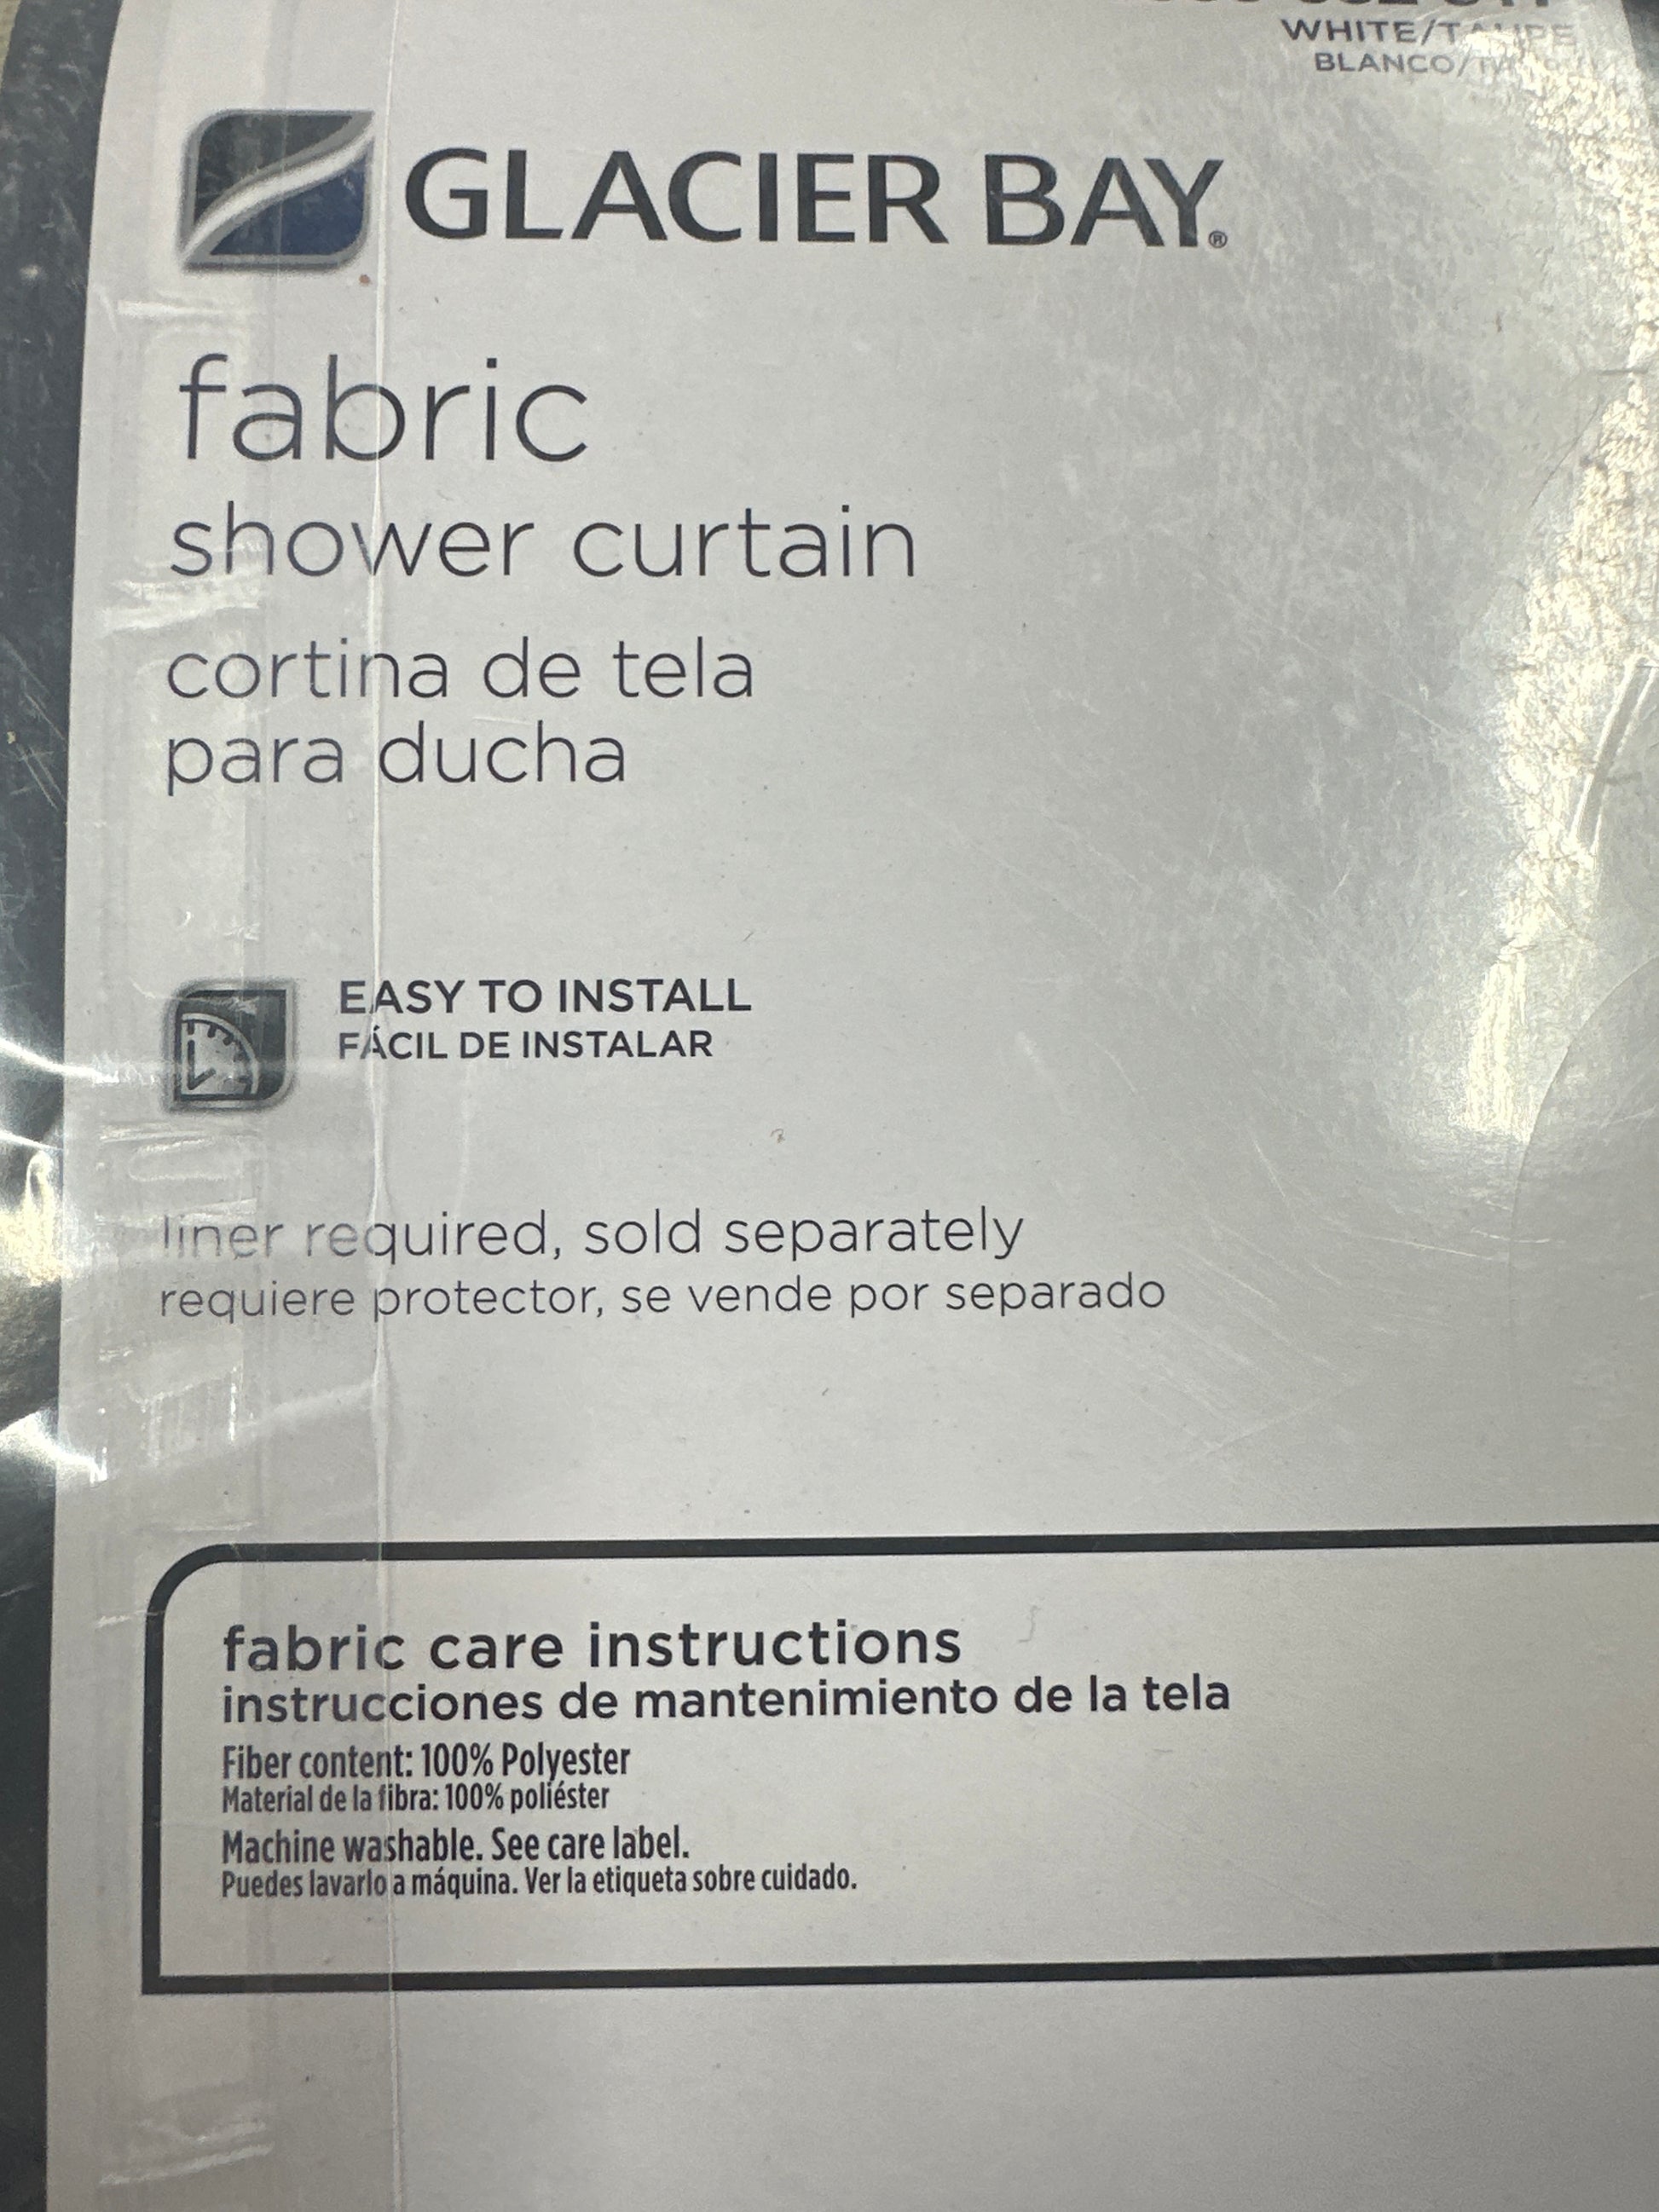 WHITE/TAUPE
BLANCO/
GLACIER BAY®
fabric
shower curtain
cortina de tela
para ducha
EASY TO INSTALL
FÁCIL DE INSTALAR
liner required, sold separately
requiere protector, se vende por separado
fabric care instructions
instrucciones de mantenimiento de la tela
Fiber content: 100% Polyester
Material de la fibra: 100% poliéster
Machine washable. See care label.
Puedes lavarlo a máquina. Ver la etiqueta sobre cuidado.